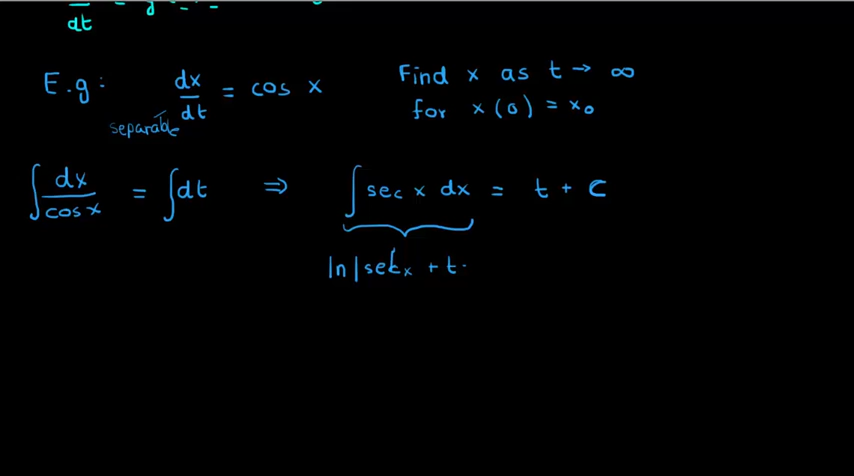 dt
E.g: dx/dt = cos x Find x as t → ∞
separable for x(0) = x₀
∫ dx/cos x = ∫ dt ⇒ ∫ sec x dx = t + C
ln|sec x + t